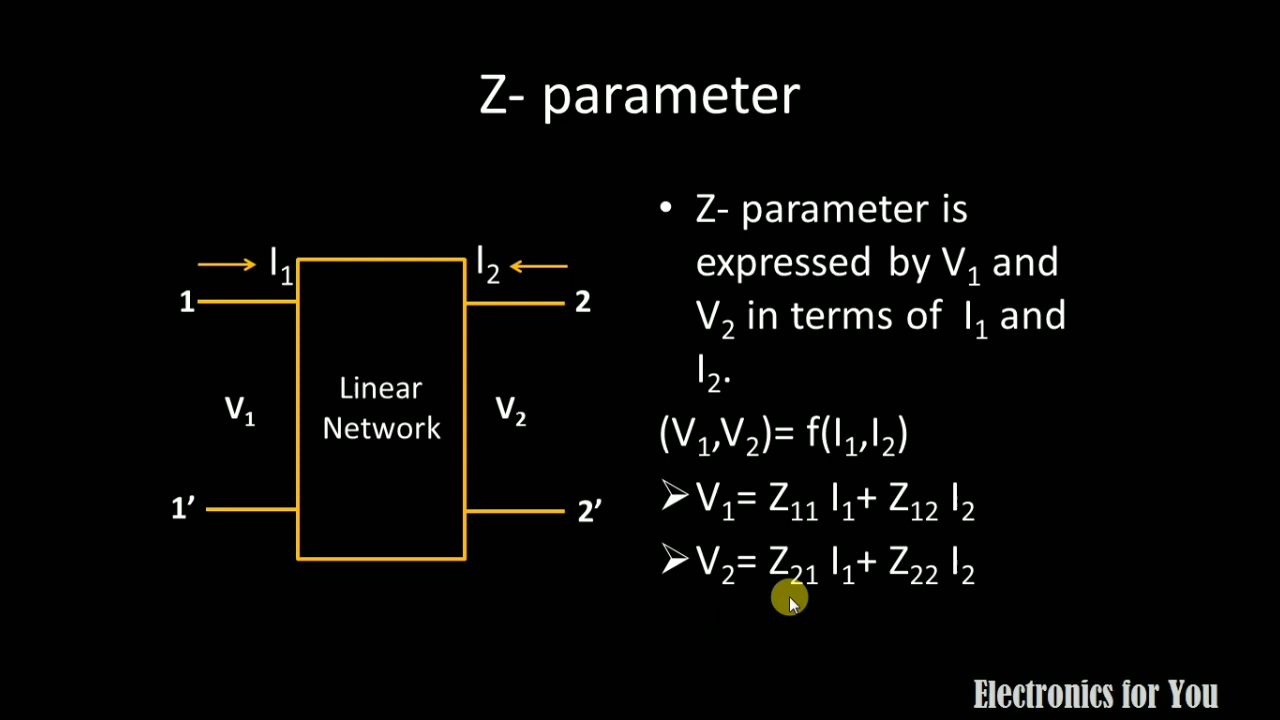 Z- parameter
• Z- parameter is
expressed by V₁ and
V₂ in terms of I₁ and
I₂.
(V₁,V₂)= f(I₁,I₂)
➢ V₁= Z₁₁ I₁+ Z₁₂ I₂
➢ V₂= Z₂₁ I₁+ Z₂₂ I₂
I₁
I₂
1
2
Linear
Network
V₁
V₂
1’
2’
Electronics for You